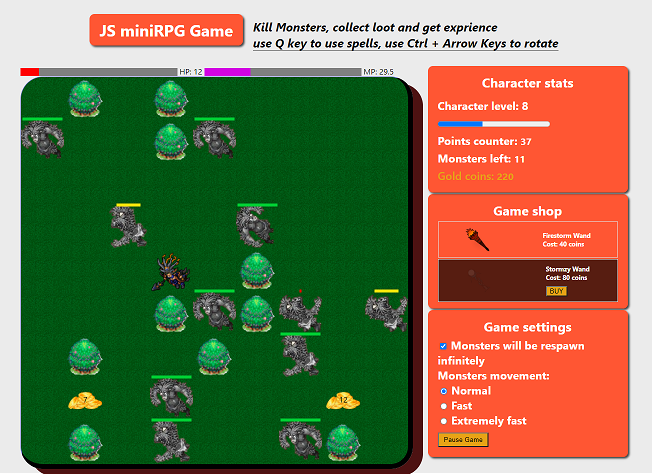 JS miniRPG Game
Kill Monsters, collect loot and get exprience
use Q key to use spells, use Ctrl + Arrow Keys to rotate
HP: 12
MP: 29.5
Character stats
Character level: 8
Points counter: 37
Monsters left: 11
Gold coins: 220
Game shop
Firestorm Wand
Cost: 40 coins
Stormzy Wand
Cost: 80 coins
BUY
Game settings
Monsters will be respawn
infinitely
Monsters movement:
Normal
Fast
Extremely fast
Pause Game
7
12